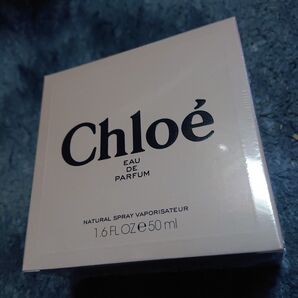 Chloé
EAU
DE
PARFUM
NATURAL SPRAY VAPORISATEUR
1.6 FL OZ ℮ 50 ml